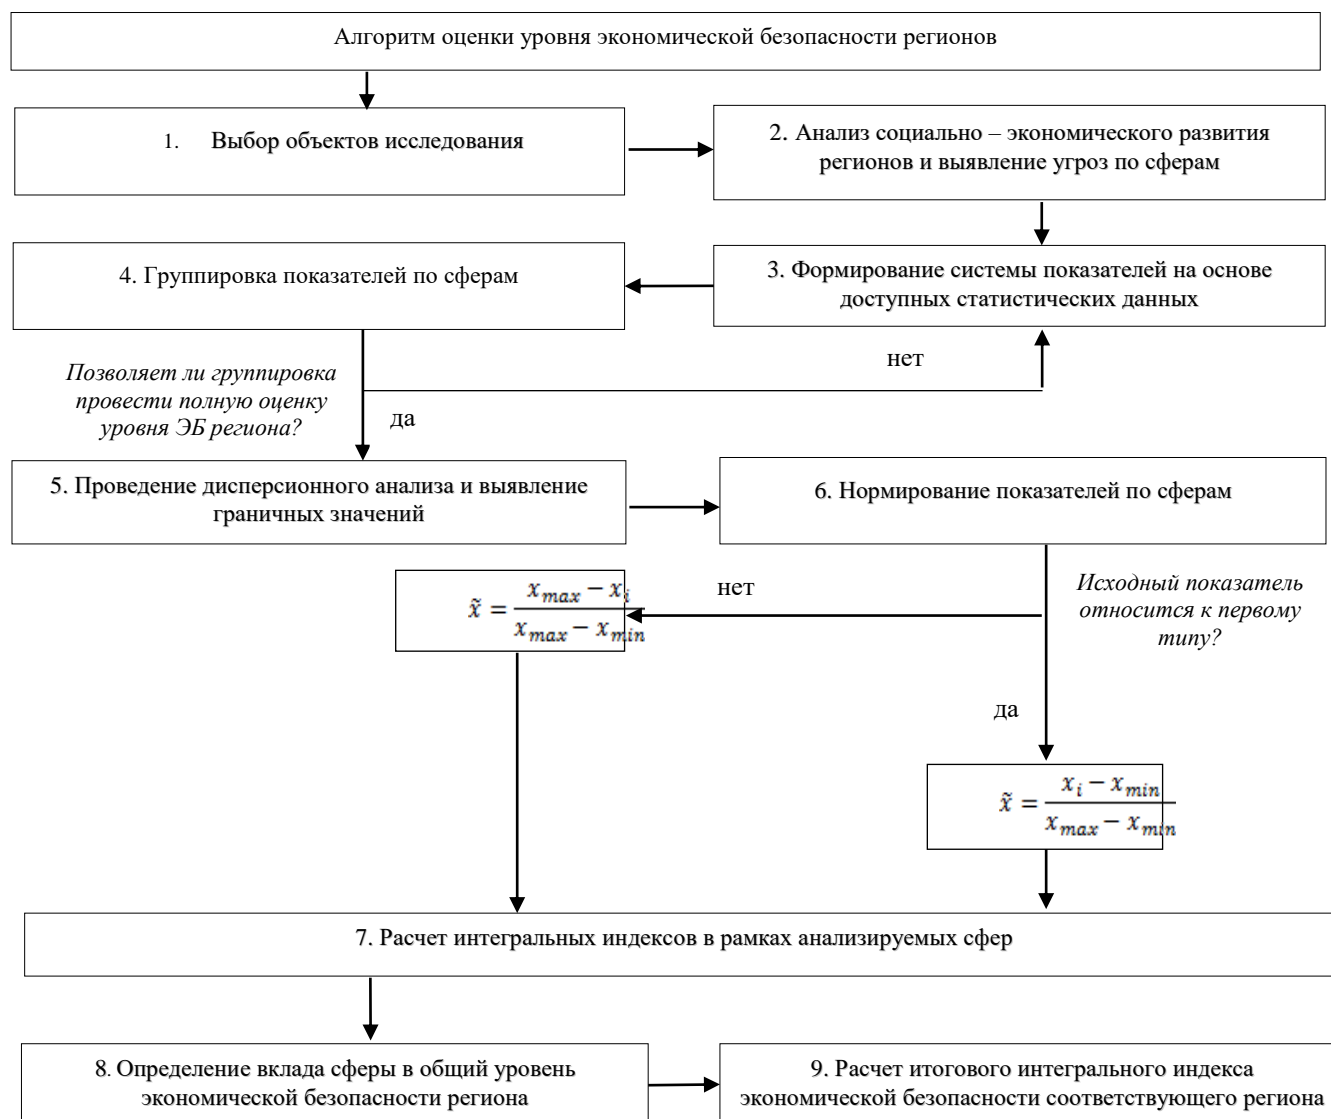 Алгоритм оценки уровня экономической безопасности регионов
1. Выбор объектов исследования
2. Анализ социально – экономического развития
регионов и выявление угроз по сферам
4. Группировка показателей по сферам
3. Формирование системы показателей на основе
доступных статистических данных
нет
Позволяет ли группировка
провести полную оценку
уровня ЭБ региона?
да
5. Проведение дисперсионного анализа и выявление
граничных значений
6. Нормирование показателей по сферам
x̃ = (x_max − x_i) / (x_max − x_min)
нет
Исходный показатель
относится к первому
типу?
да
x̃ = (x_i − x_min) / (x_max − x_min)
7. Расчет интегральных индексов в рамках анализируемых сфер
8. Определение вклада сферы в общий уровень
экономической безопасности региона
9. Расчет итогового интегрального индекса
экономической безопасности соответствующего региона